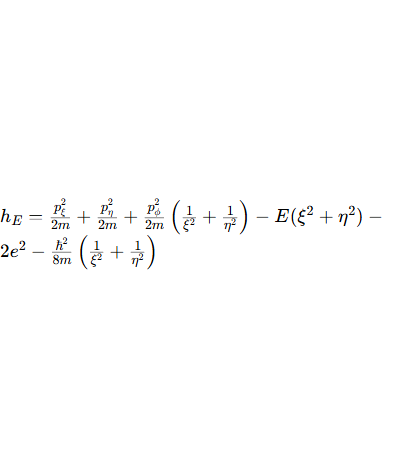 $h_E = \frac{p_\xi^2}{2m} + \frac{p_\eta^2}{2m} + \frac{p_\phi^2}{2m} \left( \frac{1}{\xi^2} + \frac{1}{\eta^2} \right) - E(\xi^2 + \eta^2) -$
$2e^2 - \frac{\hbar^2}{8m} \left( \frac{1}{\xi^2} + \frac{1}{\eta^2} \right)$